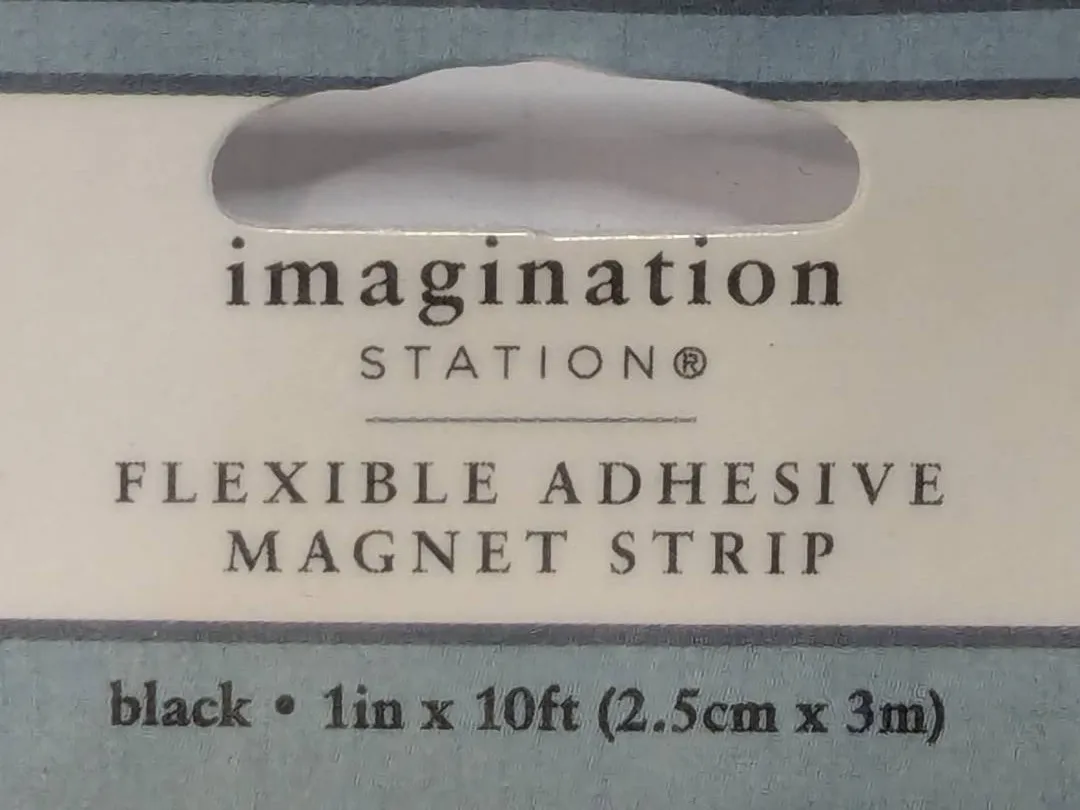 imagination
STATION®
FLEXIBLE ADHESIVE
MAGNET STRIP
black • 1in x 10ft (2.5cm x 3m)